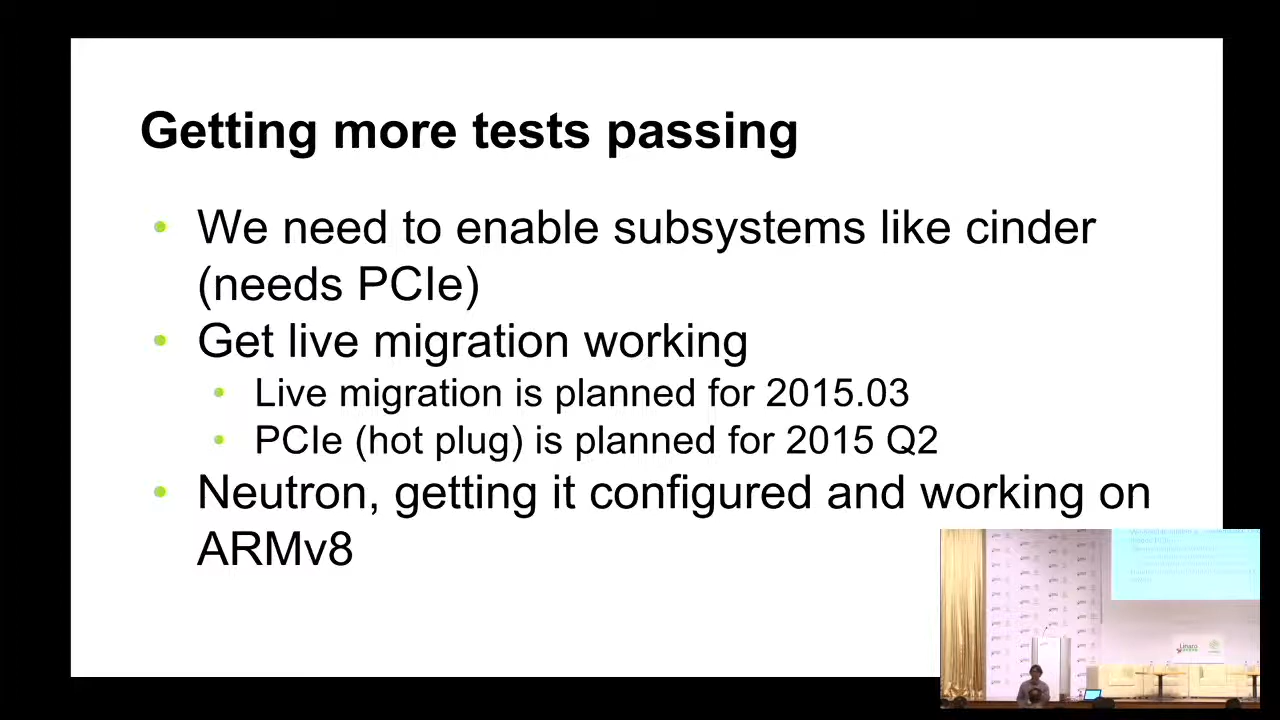 Getting more tests passing
• We need to enable subsystems like cinder
(needs PCIe)
• Get live migration working
• Live migration is planned for 2015.03
• PCIe (hot plug) is planned for 2015 Q2
• Neutron, getting it configured and working on
ARMv8
Linaro